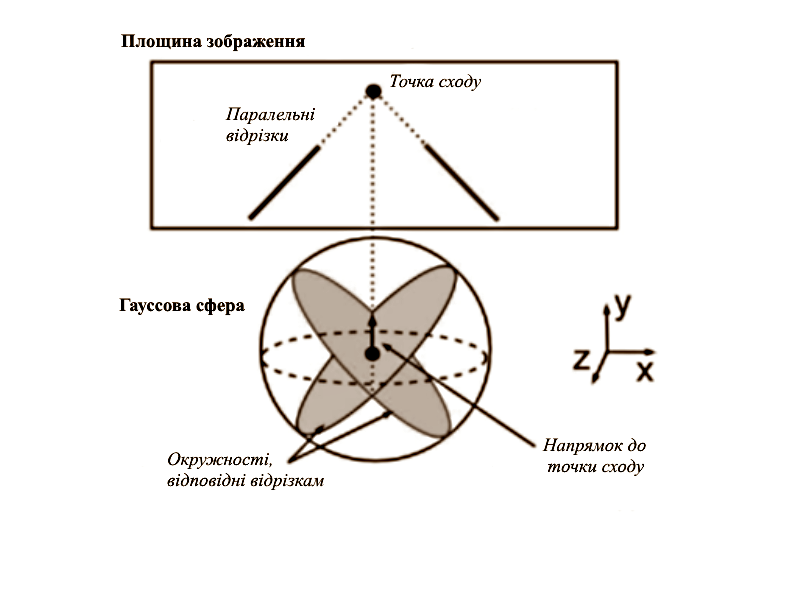 Площина зображення
Точка сходу
Паралельні
відрізки
Гауссова сфера
y
z
x
Напрямок до
точки сходу
Окружності,
відповідні відрізкам